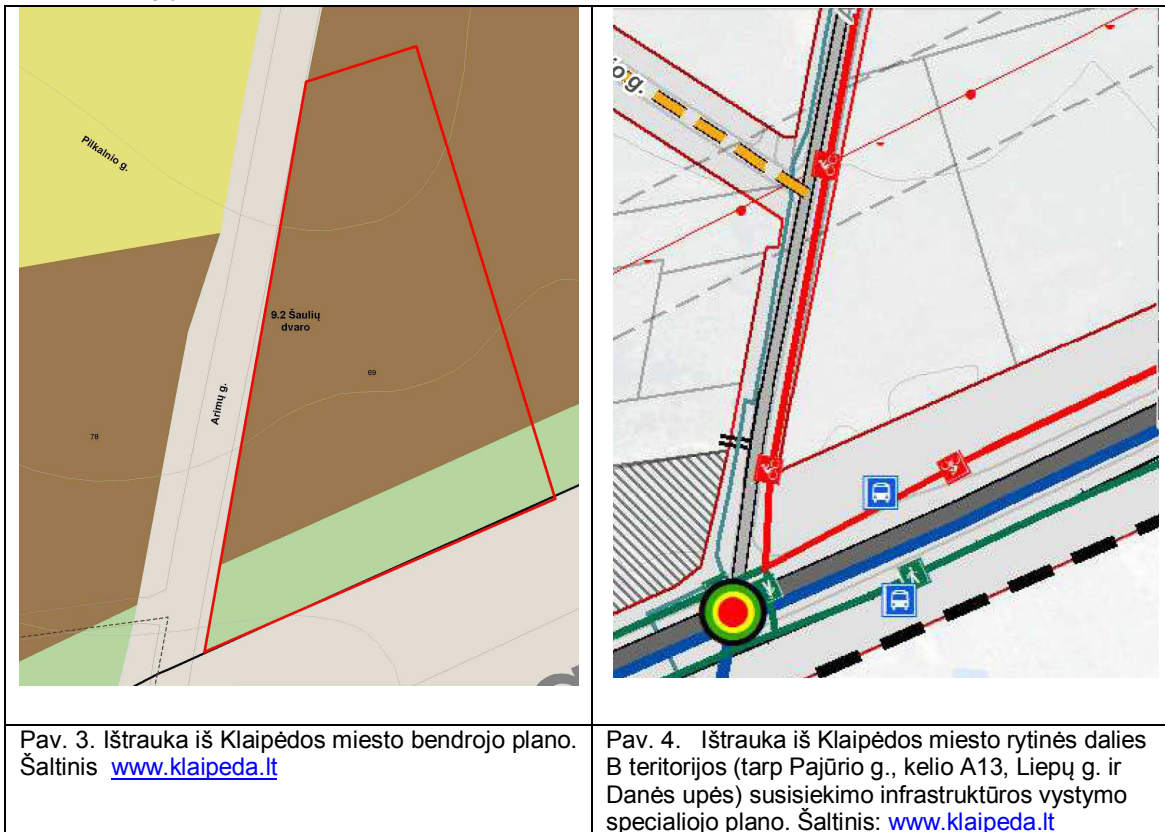 Pilkalnio g.
9.2 Šaulių
dvaro
69
Arimų g.
78
io g.
Pav. 3. Ištrauka iš Klaipėdos miesto bendrojo plano.
Šaltinis www.klaipeda.lt
Pav. 4. Ištrauka iš Klaipėdos miesto rytinės dalies
B teritorijos (tarp Pajūrio g., kelio A13, Liepų g. ir
Danės upės) susisiekimo infrastruktūros vystymo
specialiojo plano. Šaltinis: www.klaipeda.lt